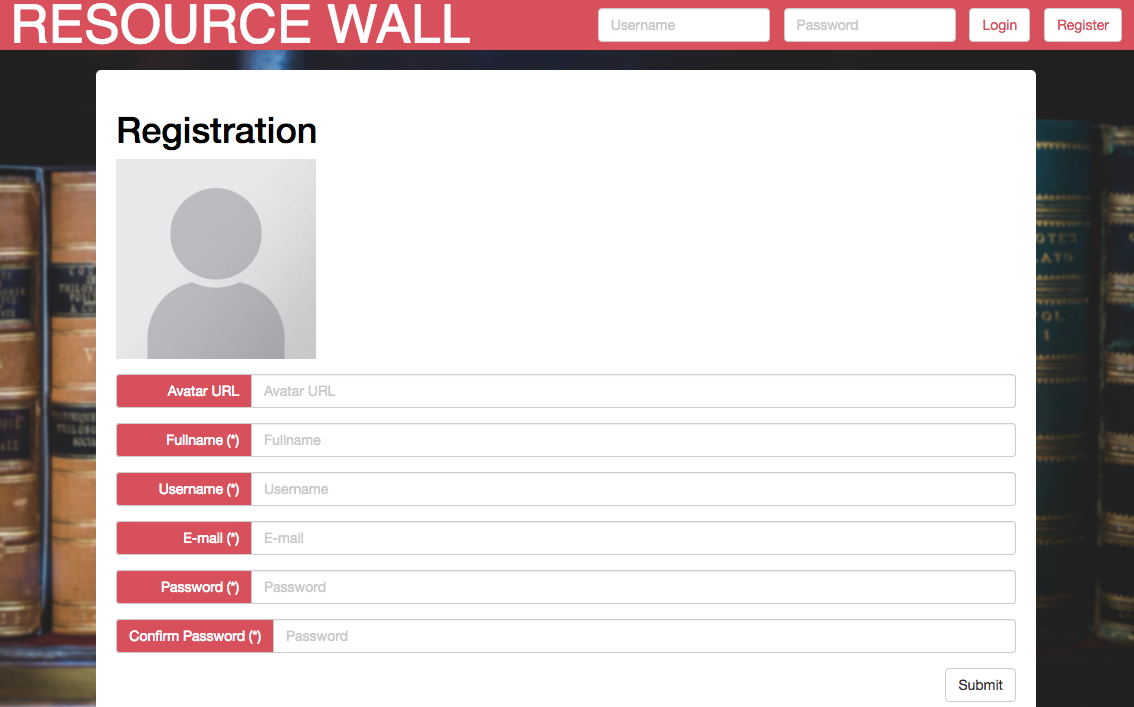 RESOURCE WALL
Username Password Login Register
Registration
Avatar URL Avatar URL
Fullname (*) Fullname
Username (*) Username
E-mail (*) E-mail
Password (*) Password
Confirm Password (*) Password
Submit
VOL.
I